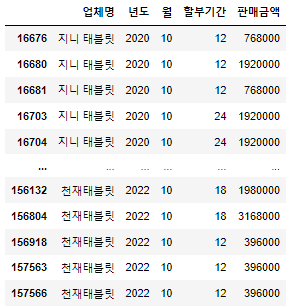 업체명 년도 월 할부기간 판매금액
16676 지니 태블릿 2020 10 12 768000
16680 지니 태블릿 2020 10 12 1920000
16681 지니 태블릿 2020 10 12 768000
16703 지니 태블릿 2020 10 24 1920000
16704 지니 태블릿 2020 10 24 1920000
... ... ... ... ... ...
156132 천재태블릿 2022 10 18 1980000
156804 천재태블릿 2022 10 18 3168000
156918 천재태블릿 2022 10 12 396000
157563 천재태블릿 2022 10 12 396000
157566 천재태블릿 2022 10 12 396000